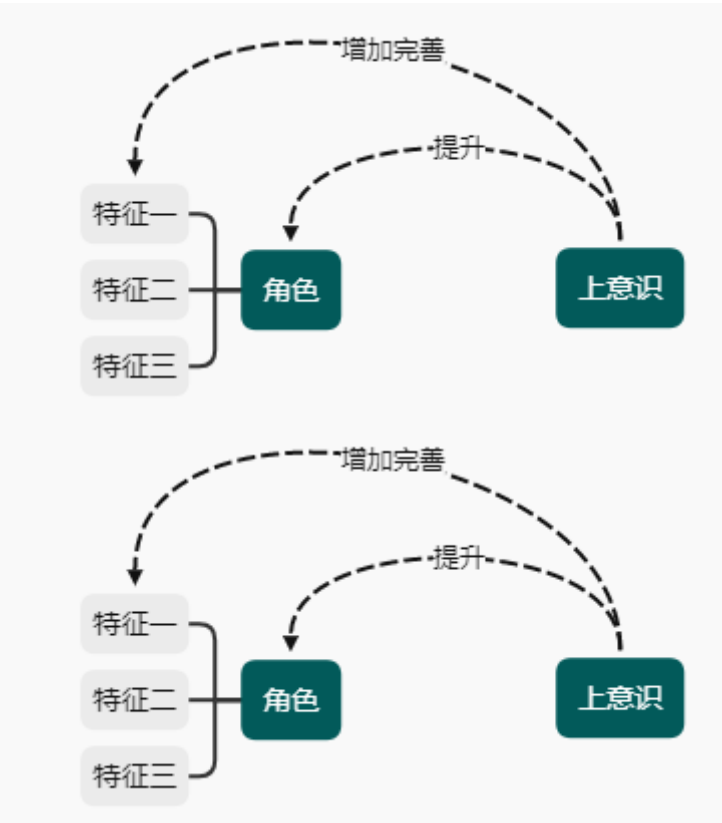 增加完善
提升
特征一
特征二
角色
上意识
特征三
增加完善
提升
特征一
特征二
角色
上意识
特征三